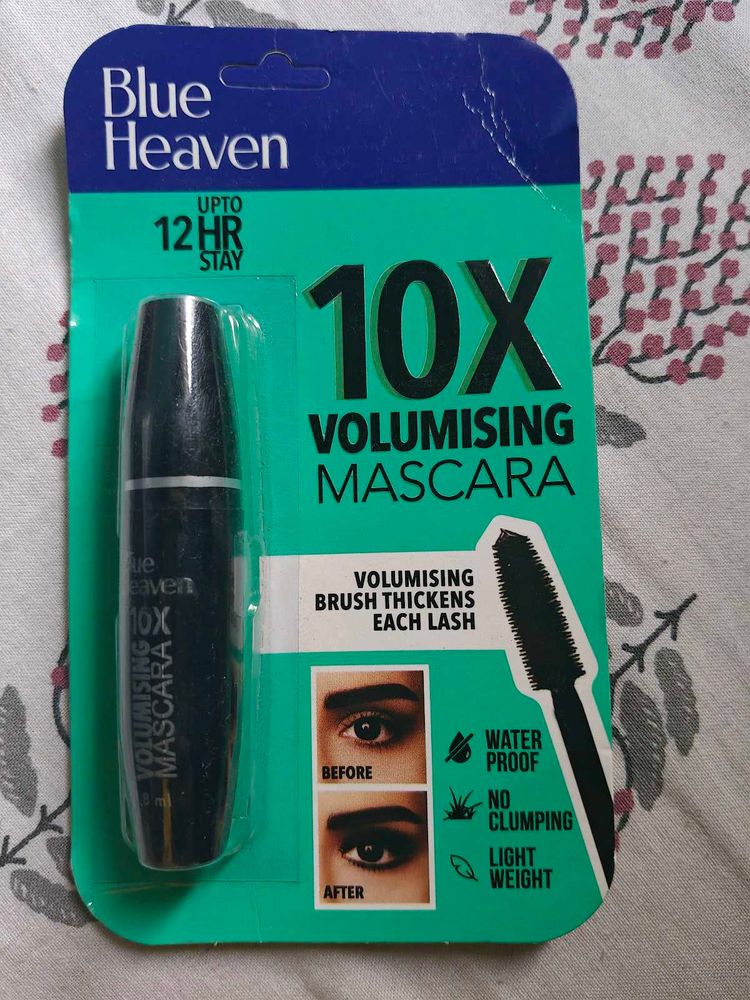 Blue
Heaven
UPTO
12 HR
STAY
10X
VOLUMISING
MASCARA
VOLUMISING
BRUSH THICKENS
EACH LASH
BEFORE
AFTER
WATER
PROOF
NO
CLUMPING
LIGHT
WEIGHT
Heaven
10X
VOLUMISING
MASCARA
ml